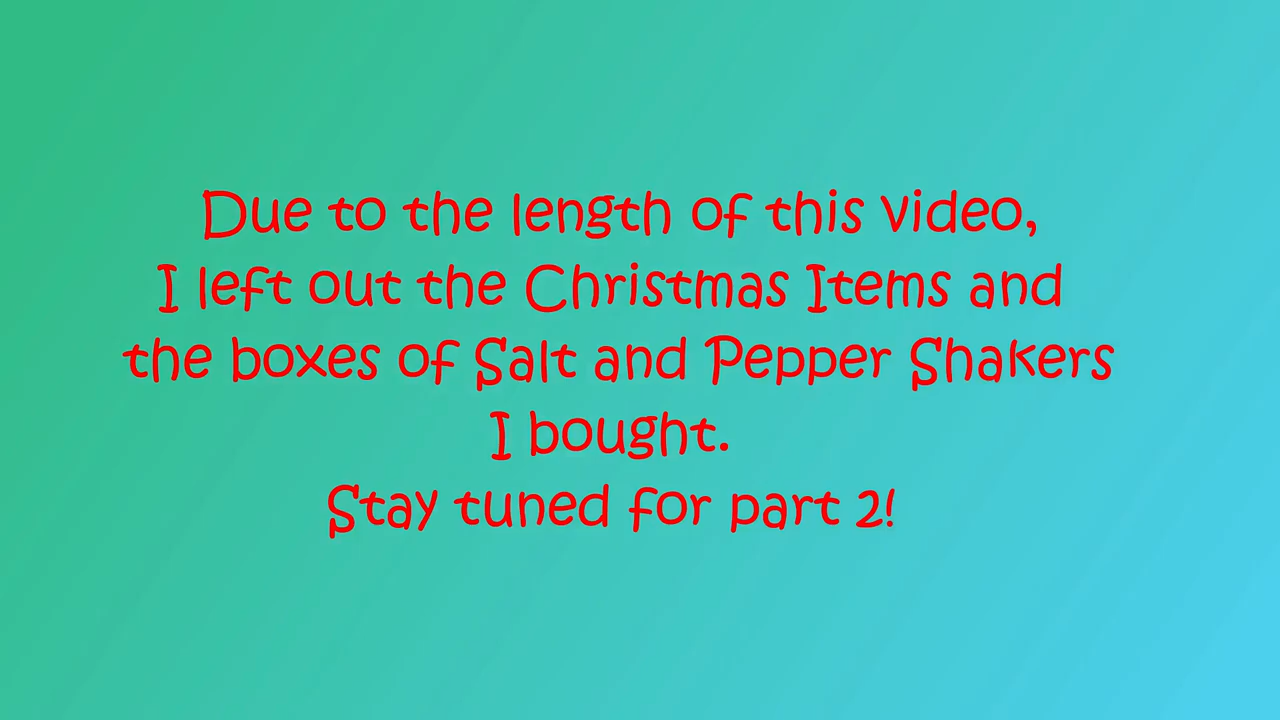 Due to the length of this video,
I left out the Christmas Items and
the boxes of Salt and Pepper Shakers
I bought.
Stay tuned for part 2!